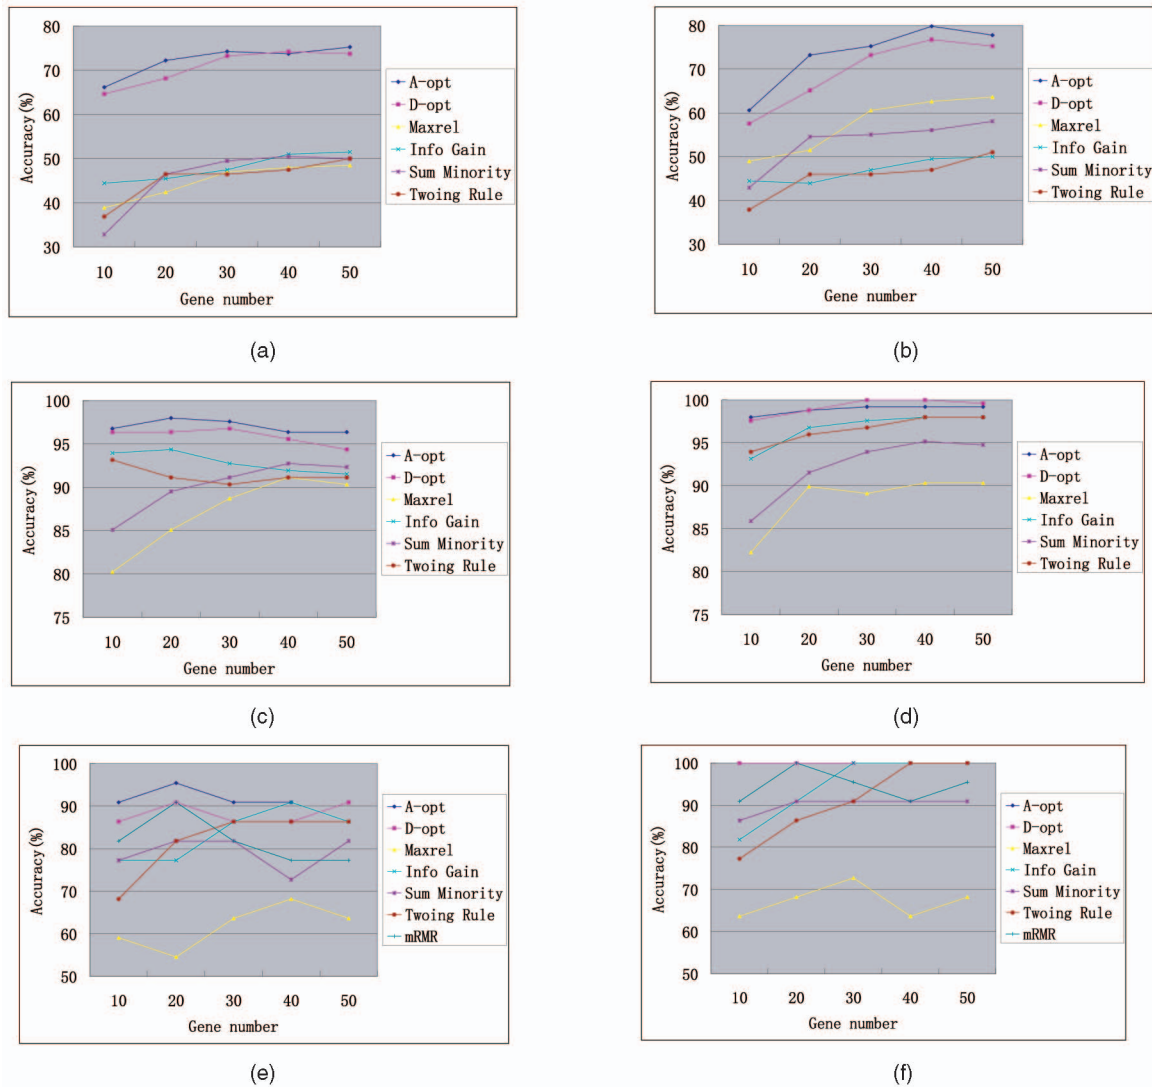 80
70
60
50
40
30
Accuracy(%)
10 20 30 40 50
Gene number
A-opt
D-opt
Maxrel
Info Gain
Sum Minority
Twoing Rule
(a)
80
70
60
50
40
30
Accuracy(%)
10 20 30 40 50
Gene number
A-opt
D-opt
Maxrel
Info Gain
Sum Minority
Twoing Rule
(b)
100
95
90
85
80
75
Accuracy(%)
10 20 30 40 50
Gene number
A-opt
D-opt
Maxrel
Info Gain
Sum Minority
Twoing Rule
(c)
100
95
90
85
80
75
Accuracy(%)
10 20 30 40 50
Gene number
A-opt
D-opt
Maxrel
Info Gain
Sum Minority
Twoing Rule
(d)
100
90
80
70
60
50
Accuracy(%)
10 20 30 40 50
Gene number
A-opt
D-opt
Maxrel
Info Gain
Sum Minority
Twoing Rule
mRMR
(e)
100
90
80
70
60
50
Accuracy(%)
10 20 30 40 50
Gene number
A-opt
D-opt
Maxrel
Info Gain
Sum Minority
Twoing Rule
mRMR
(f)